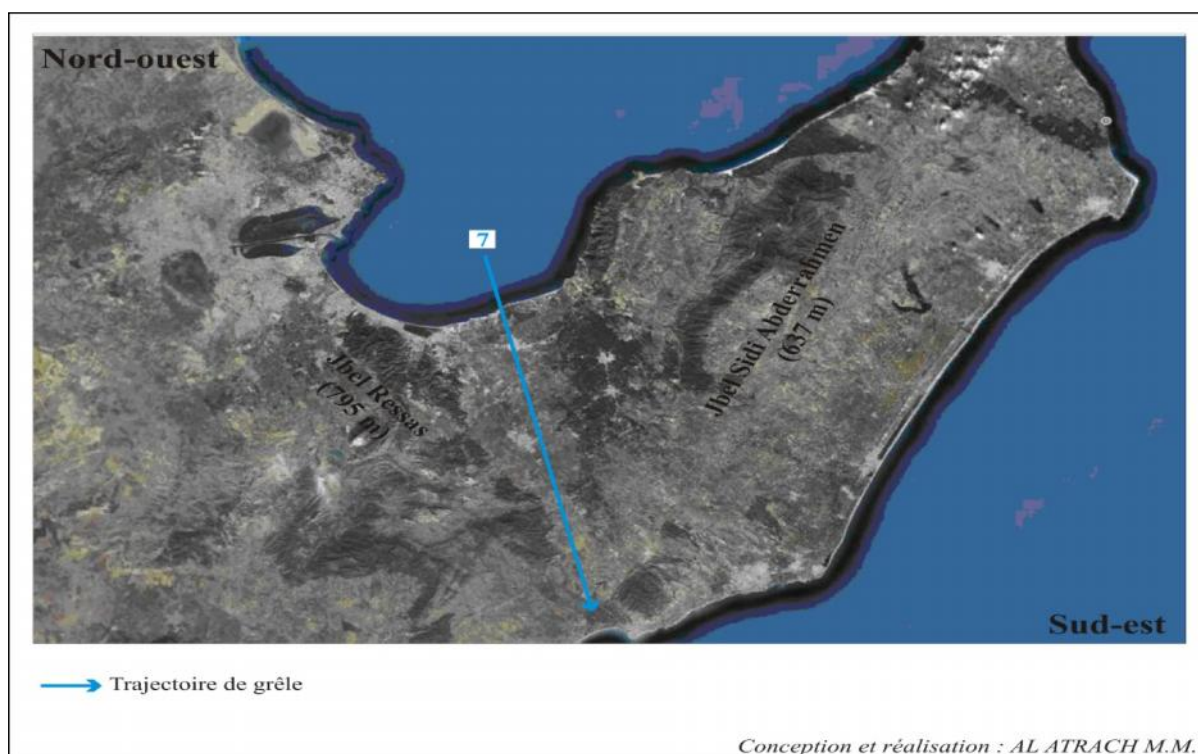 Nord-ouest
7
Jbel Sidi Abderrahmen
(637 m)
Jbel Ressas
(795 m)
Sud-est
Trajectoire de grêle
Conception et réalisation : AL ATRACH M.M.